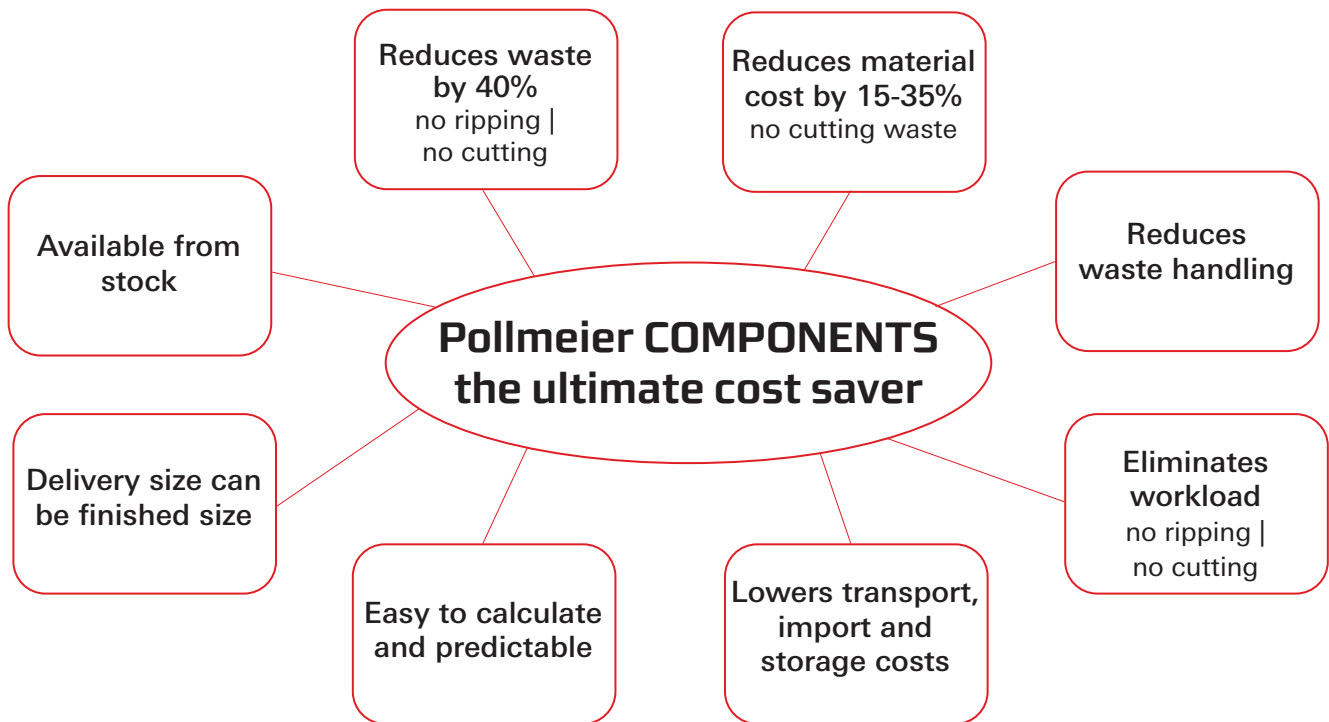 Reduces waste
by 40%
no ripping |
no cutting
Reduces material
cost by 15-35%
no cutting waste
Available from
stock
Reduces
waste handling
Pollmeier COMPONENTS
the ultimate cost saver
Delivery size can
be finished size
Eliminates
workload
no ripping |
no cutting
Easy to calculate
and predictable
Lowers transport,
import and
storage costs